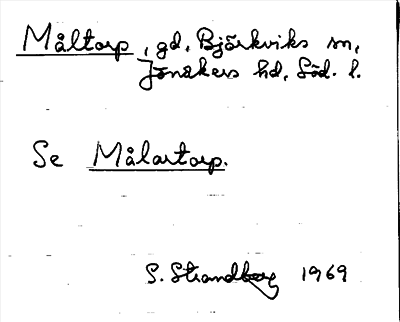 Måltorp, gd, Björkviks sn,
Jönåkers hd, Söd. l.
Se Målartorp.
S. Strandberg 1969